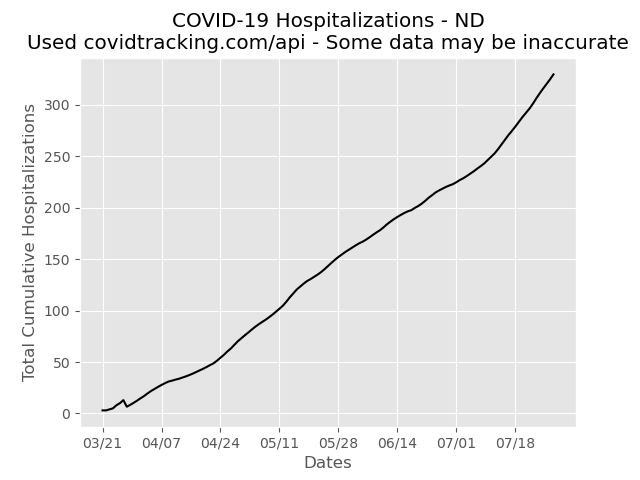 COVID-19 Hospitalizations - ND
Used covidtracking.com/api - Some data may be inaccurate
Total Cumulative Hospitalizations
300
250
200
150
100
50
0
03/21 04/07 04/24 05/11 05/28 06/14 07/01 07/18
Dates